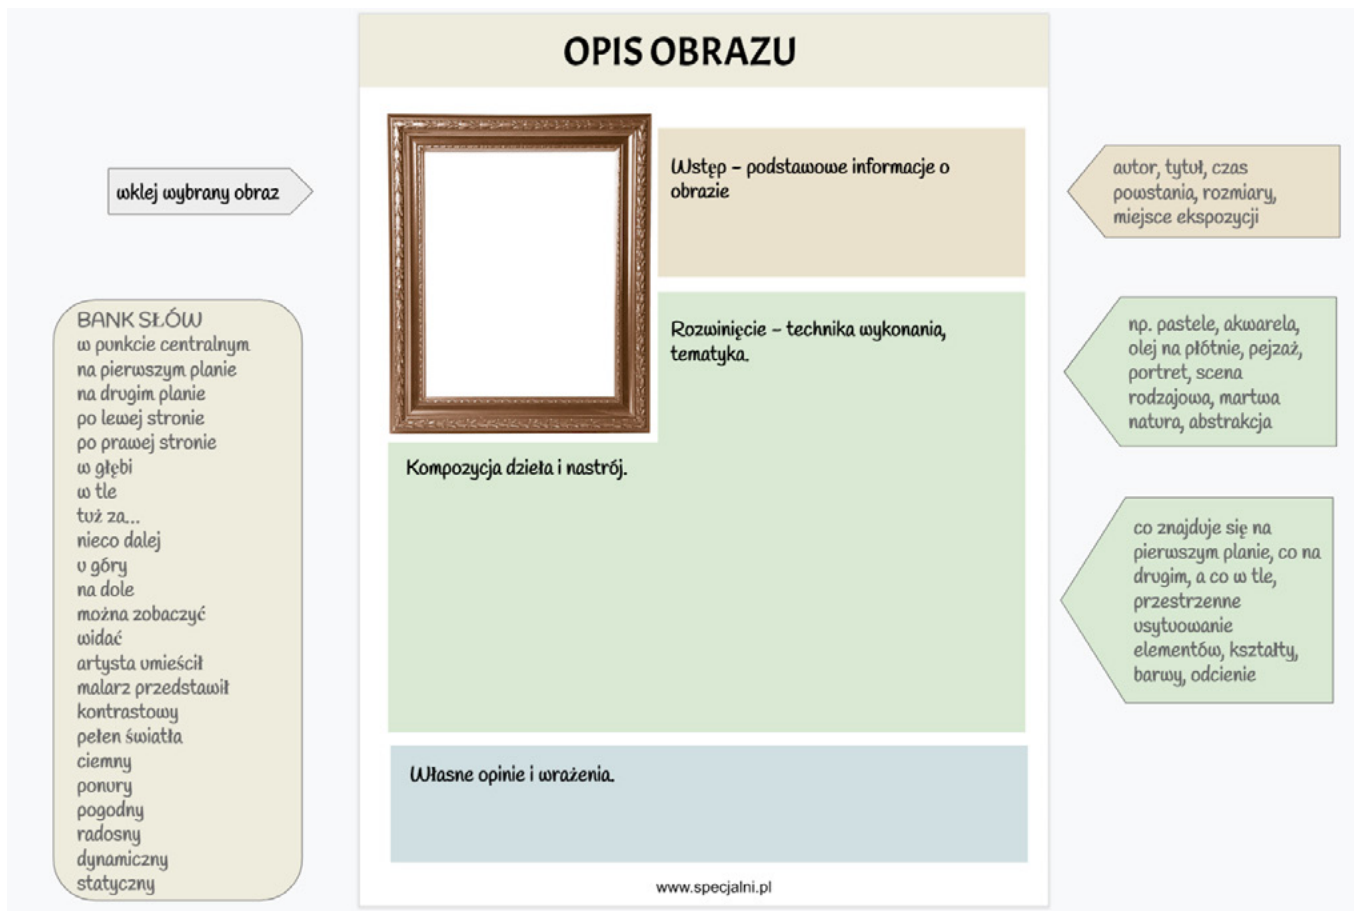 OPIS OBRAZU
wklej wybrany obraz
Wstęp – podstawowe informacje o
obrazie
autor, tytuł, czas
powstania, rozmiary,
miejsce ekspozycji
Rozwinięcie – technika wykonania,
tematyka.
np. pastele, akwarela,
olej na płótnie, pejzaż,
portret, scena
rodzajowa, martwa
natura, abstrakcja
BANK SŁÓW
w punkcie centralnym
na pierwszym planie
na drugim planie
po lewej stronie
po prawej stronie
w głębi
w tle
tuż za...
nieco dalej
u góry
na dole
można zobaczyć
widać
artysta umieścił
malarz przedstawił
kontrastowy
pełen światła
ciemny
ponury
pogodny
radosny
dynamiczny
statyczny
Kompozycja dzieła i nastrój.
co znajduje się na
pierwszym planie, co na
drugim, a co w tle,
przestrzenne
usytuowanie
elementów, kształty,
barwy, odcienie
Własne opinie i wrażenia.
www.specjalni.pl